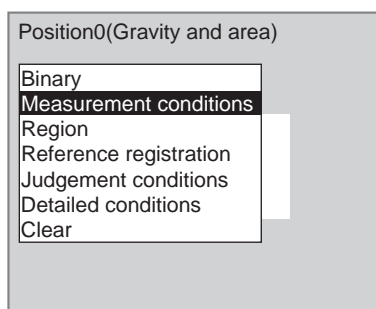 Position0(Gravity and area)
Binary
Measurement conditions
Region
Reference registration
Judgement conditions
Detailed conditions
Clear